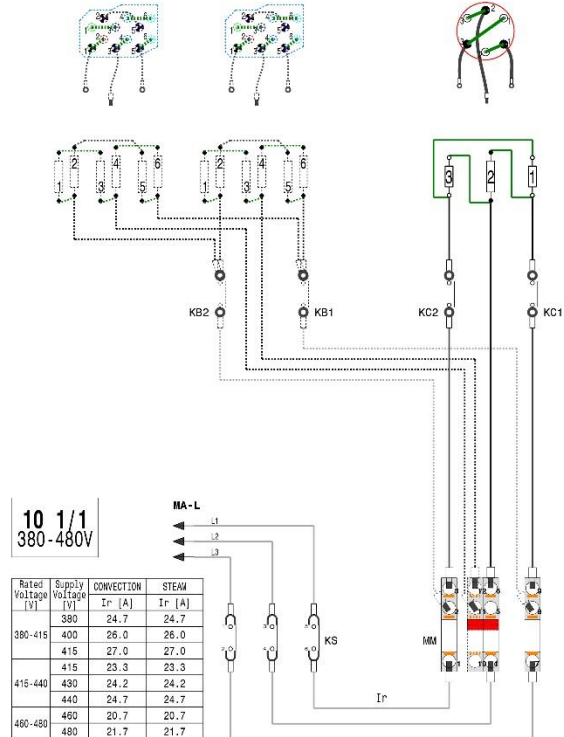 1 2 3 4 5 6
1 2 3 4 5 6
3 2 1
KB2
KB1
KC2
KC1
10 1/1
380-480V
MA-L
L1
L2
L3
KS
MM
Ir
Rated Voltage [V] Supply Voltage [V] CONVECTION STEAM
Ir [A] Ir [A]
380-415 380 24.7 24.7
400 26.0 26.0
415 27.0 27.0
415-440 415 23.3 23.3
430 24.2 24.2
440 24.7 24.7
460-480 460 20.7 20.7
480 21.7 21.7